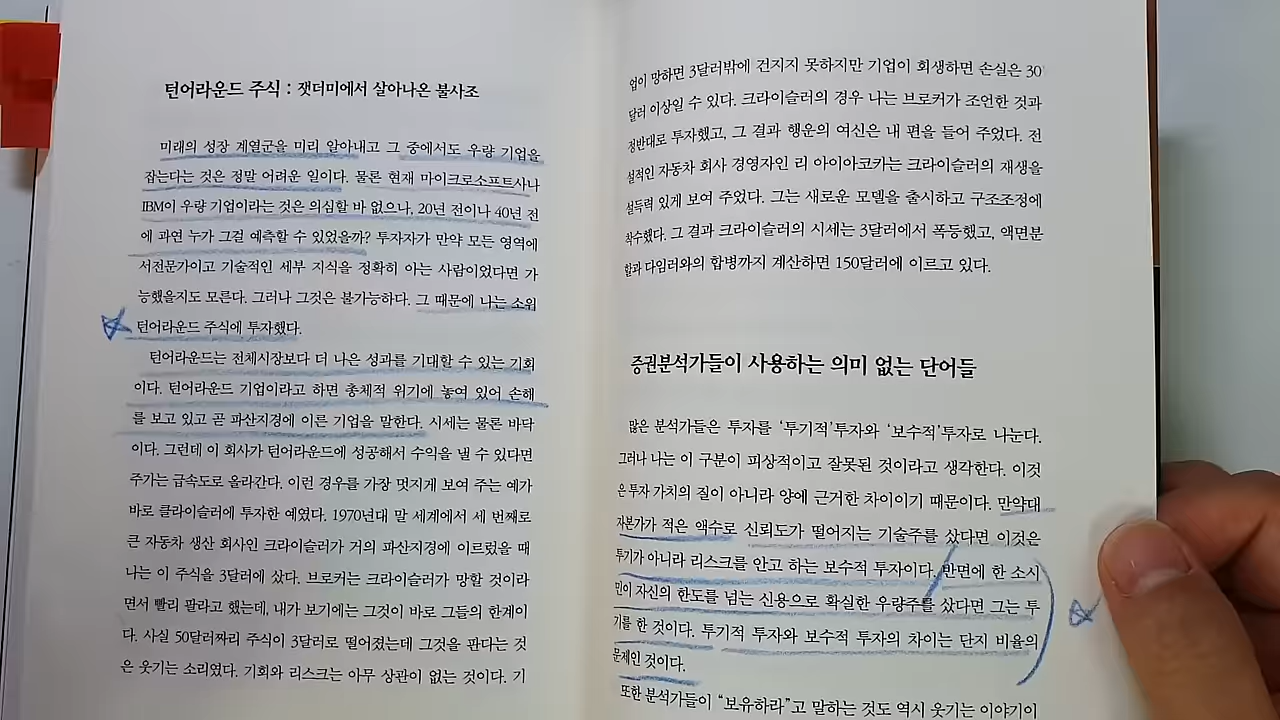 턴어라운드 주식 : 잿더미에서 살아나온 불사조
미래의 성장 계열군을 미리 알아내고 그 중에서도 우량 기업을
잡는다는 것은 정말 어려운 일이다. 물론 현재 마이크로소프트사나
IBM이 우량 기업이라는 것은 의심할 바 없으나, 20년 전이나 40년 전
에 과연 누가 그걸 예측할 수 있었을까? 투자자가 만약 모든 영역에
서 전문가이고 기술적인 세부 지식을 정확히 아는 사람이었다면 가
능했을지도 모른다. 그러나 그것은 불가능하다. 그 때문에 나는 소위
턴어라운드 주식에 투자했다.
턴어라운드는 전체시장보다 더 나은 성과를 기대할 수 있는 기회
이다. 턴어라운드 기업이라고 하면 총체적 위기에 놓여 있어 손해
를 보고 있고 곧 파산지경에 이른 기업을 말한다. 시세는 물론 바닥
이다. 그런데 이 회사가 턴어라운드에 성공해서 수익을 낼 수 있다면
주가는 급속도로 올라간다. 이런 경우를 가장 멋지게 보여 주는 예가
바로 클라이슬러에 투자한 예였다. 1970년대 말 세계에서 세 번째로
큰 자동차 생산 회사인 크라이슬러가 거의 파산지경에 이르렀을 때
나는 이 주식을 3달러에 샀다. 브로커는 크라이슬러가 망할 것이라
면서 빨리 팔라고 했는데, 내가 보기에는 그것이 바로 그들의 한계이
다. 사실 50달러짜리 주식이 3달러로 떨어졌는데 그것을 판다는 것
은 웃기는 소리였다. 기회와 리스크는 아무 상관이 없는 것이다. 기
업이 망하면 3달러밖에 건지지 못하지만 기업이 회생하면 손실은 30
달러 이상일 수 있다. 크라이슬러의 경우 나는 브로커가 조언한 것과
정반대로 투자했고, 그 결과 행운의 여신은 내 편을 들어 주었다. 전
설적인 자동차 회사 경영자인 리 아이아코카는 크라이슬러의 재생을
설득력 있게 보여 주었다. 그는 새로운 모델을 출시하고 구조조정에
착수했다. 그 결과 크라이슬러의 시세는 3달러에서 폭등했고, 액면분
할과 다임러와의 합병까지 계산하면 150달러에 이르고 있다.
증권분석가들이 사용하는 의미 없는 단어들
많은 분석가들은 투자를 ‘투기적’투자와 ‘보수적’투자로 나눈다.
그러나 나는 이 구분이 피상적이고 잘못된 것이라고 생각한다. 이것
은 투자 가치의 질이 아니라 양에 근거한 차이이기 때문이다. 만약 대
자본가가 적은 액수로 신뢰도가 떨어지는 기술주를 샀다면 이것은
투기가 아니라 리스크를 안고 하는 보수적 투자이다. 반면에 한 소시
민이 자신의 한도를 넘는 신용으로 확실한 우량주를 샀다면 그는 투
기를 한 것이다. 투기적 투자와 보수적 투자의 차이는 단지 비율의
문제인 것이다.
또한 분석가들이 “보유하라”고 말하는 것도 역시 웃기는 이야기이